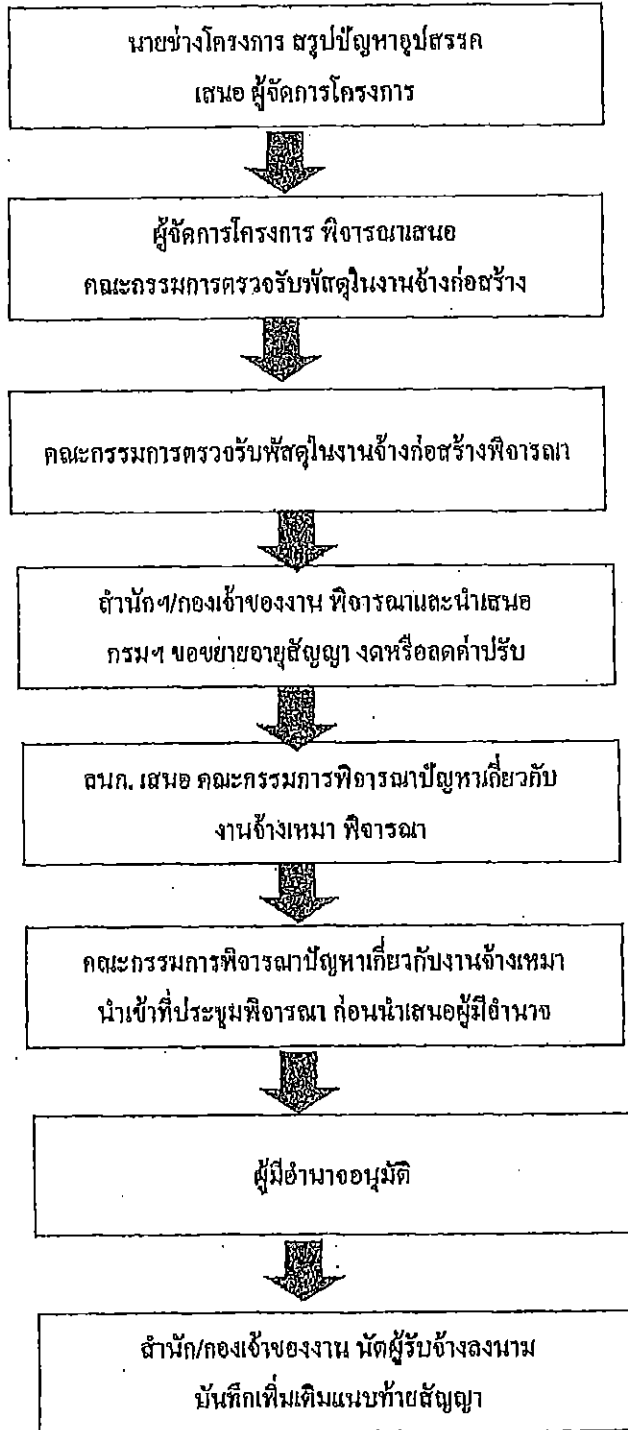 นายช่างโครงการ สรุปปัญหาอุปสรรค
เสนอ ผู้จัดการโครงการ
ผู้จัดการโครงการ พิจารณาเสนอ
คณะกรรมการตรวจรับพัสดุในงานจ้างก่อสร้าง
คณะกรรมการตรวจรับพัสดุในงานจ้างก่อสร้างพิจารณา
สำนักฯ/กองเจ้าของงาน พิจารณาและนำเสนอ
กรมฯ ขอขยายอายุสัญญา งดหรือลดค่าปรับ
ลนก. เสนอ คณะกรรมการพิจารณาปัญหาเกี่ยวกับ
งานจ้างเหมา พิจารณา
คณะกรรมการพิจารณาปัญหาเกี่ยวกับงานจ้างเหมา
นำเข้าที่ประชุมพิจารณา ก่อนนำเสนอผู้มีอำนาจ
ผู้มีอำนาจอนุมัติ
สำนัก/กองเจ้าของงาน นัดผู้รับจ้างลงนาม
บันทึกเพิ่มเติมแนบท้ายสัญญา